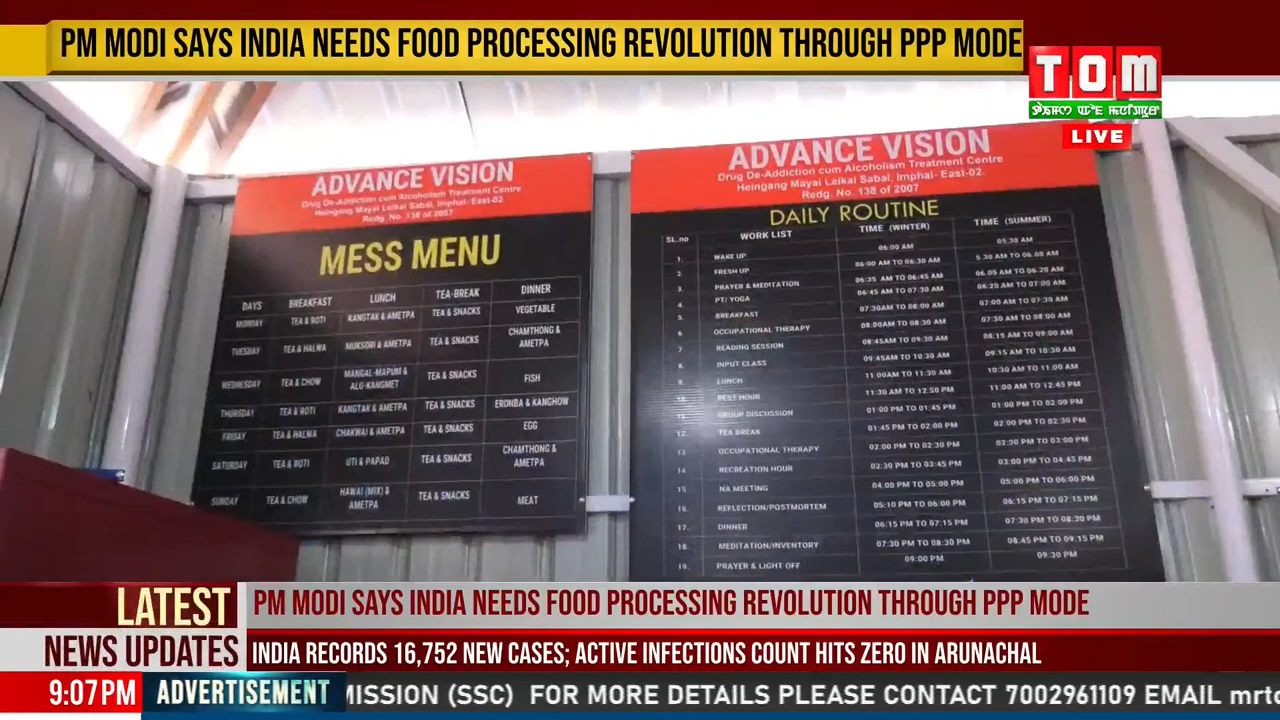 PM MODI SAYS INDIA NEEDS FOOD PROCESSING REVOLUTION THROUGH PPP MODE
TOM
LIVE
ADVANCE VISION
Drug De-Addiction cum Alcoholism Treatment Centre
Heingang Mayai Leikai Sabal, Imphal- East-02
Redg. No. 138 of 2007
MESS MENU
DAYS BREAKFAST LUNCH TEA-BREAK DINNER
MONDAY TEA & ROTI KANGTAK & AMETPA TEA & SNACKS VEGETABLE
TUESDAY TEA & HALWA MUKSORI & AMETPA TEA & SNACKS CHAMTHONG & AMETPA
WEDNESDAY TEA & CHOW MANGAL-MAPUM & ALU-KANGMET TEA & SNACKS FISH
THURSDAY TEA & ROTI KANGTAK & AMETPA TEA & SNACKS ERONBA & KANGHOW
FRIDAY TEA & HALWA CHAKWAI & AMETPA TEA & SNACKS EGG
SATURDAY TEA & ROTI UTI & PAPAD TEA & SNACKS CHAMTHONG & AMETPA
SUNDAY TEA & CHOW HAWAI (MIX) & AMETPA TEA & SNACKS MEAT
ADVANCE VISION
Drug De-Addiction cum Alcoholism Treatment Centre
Heingang Mayai Leikai Sabal, Imphal- East-02.
Redg. No. 138 of 2007
DAILY ROUTINE
SL.no WORK LIST TIME (WINTER) TIME (SUMMER)
1. WAKE UP 06:00 AM 05:30 AM
2. FRESH UP 06:00 AM TO 06:30 AM 5.30 AM TO 06.00 AM
3. PRAYER & MEDITATION 06:35 AM TO 06:45 AM 06.05 AM TO 06.20 AM
4. PT/ YOGA 06:45 AM TO 07:30 AM 06:20 AM TO 07:00 AM
5. BREAKFAST 07:30AM TO 08:00 AM 07:00 AM TO 07:30 AM
6. OCCUPATIONAL THERAPY 08:00AM TO 08:30 AM 07:30 AM TO 08:00 AM
7 READING SESSION 08:45AM TO 09:30 AM 08:15 AM TO 09:00 AM
8. INPUT CLASS 09:45AM TO 10:30 AM 09:15 AM TO 10:30 AM
9. LUNCH 11:00AM TO 11:30 AM 10:30 AM TO 11:00 AM
10. REST HOUR 11:30 AM TO 12:50 PM 11:00 AM TO 12:45 PM
11. GROUP DISCUSSION 01:00 PM TO 01:45 PM 01:00 PM TO 02:00 PM
12. TEA BREAK 01:45 PM TO 02:00 PM 02:00 PM TO 02:30 PM
13 OCCUPATIONAL THERAPY 02:00 PM TO 02:30 PM 02:30 PM TO 03:00 PM
14 RECREATION HOUR 02:30 PM TO 03:45 PM 03:00 PM TO 04:45 PM
15. NA MEETING 04:00 PM TO 05:00 PM 05:00 PM TO 06:00 PM
16. REFLECTION/POSTMORTEM 05:10 PM TO 06:00 PM 06:15 PM TO 07:15 PM
17. DINNER 06:15 PM TO 07:15 PM 07:30 PM TO 08:30 PM
18. MEDITATION/INVENTORY 07:30 PM TO 08:30 PM 08:45 PM TO 09:15 PM
19. PRAYER & LIGHT OFF 09:00 PM 09:30 PM
LATEST
NEWS UPDATES
PM MODI SAYS INDIA NEEDS FOOD PROCESSING REVOLUTION THROUGH PPP MODE
INDIA RECORDS 16,752 NEW CASES; ACTIVE INFECTIONS COUNT HITS ZERO IN ARUNACHAL
9:07PM ADVERTISEMENT MISSION (SSC) FOR MORE DETAILS PLEASE CONTACT 7002961109 EMAIL mrtc